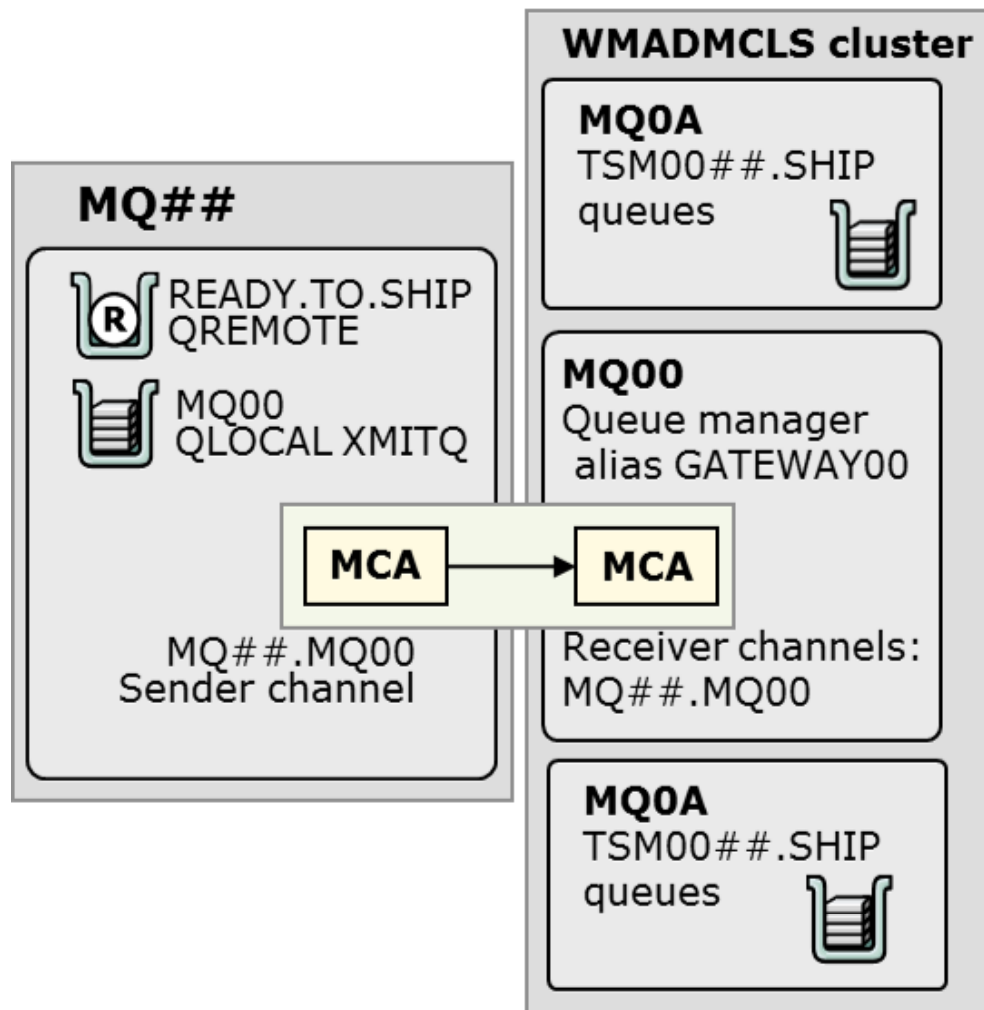 MQ##
R
READY.TO.SHIP
QREMOTE
MQ00
QLOCAL XMITQ
MCA
MQ##.MQ00
Sender channel
WMADMCLS cluster
MQ0A
TSM00##.SHIP
queues
MQ00
Queue manager
alias GATEWAY00
MCA
Receiver channels:
MQ##.MQ00
MQ0A
TSM00##.SHIP
queues